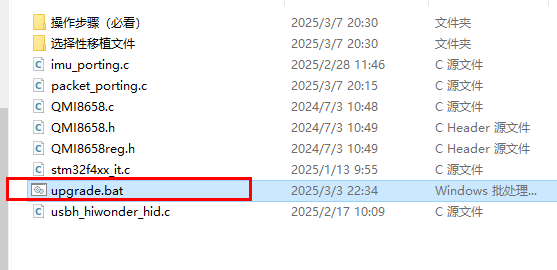 操作步骤（必看） 2025/3/7 20:30 文件夹
选择性移植文件 2025/3/7 20:30 文件夹
imu_porting.c 2025/2/28 11:46 C 源文件
packet_porting.c 2025/3/7 20:15 C 源文件
QMI8658.c 2024/7/3 10:48 C 源文件
QMI8658.h 2024/7/3 10:48 C Header 源文件
QMI8658reg.h 2024/7/3 10:48 C Header 源文件
stm32f4xx_it.c 2025/1/13 9:55 C 源文件
upgrade.bat 2025/3/3 22:34 Windows 批处理...
usbh_hiwonder_hid.c 2025/2/17 10:09 C 源文件